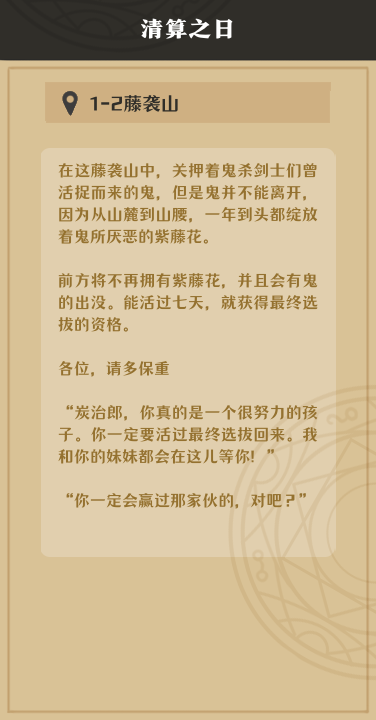 清算之日
1-2藤袭山
在这藤袭山中，关押着鬼杀剑士们曾
活捉而来的鬼，但是鬼并不能离开，
因为从山麓到山腰，一年到头都绽放
着鬼所厌恶的紫藤花。
前方将不再拥有紫藤花，并且会有鬼
的出没。能活过七天，就获得最终选
拔的资格。
各位，请多保重
“炭治郎，你真的是一个很努力的孩
子。你一定要活过最终选拔回来。我
和你的妹妹都会在这儿等你！”
“你一定会赢过那家伙的，对吧？”